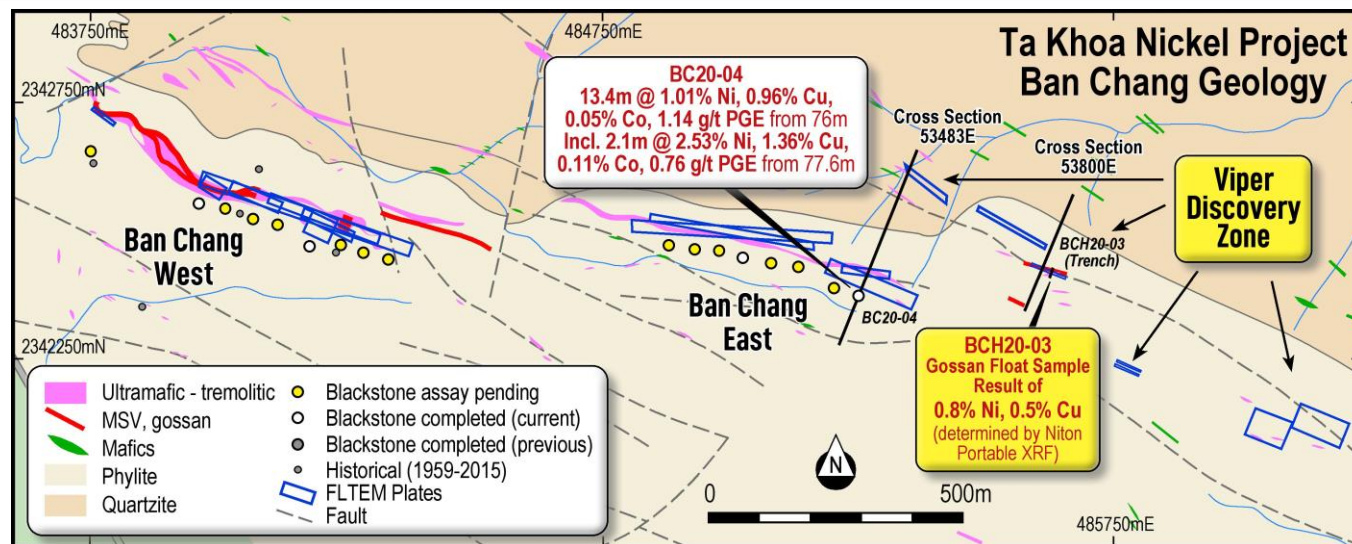 483750mE
484750mE
Ta Khoa Nickel Project
Ban Chang Geology
2342750mN
BC20-04
13.4m @ 1.01% Ni, 0.96% Cu,
0.05% Co, 1.14 g/t PGE from 76m
Incl. 2.1m @ 2.53% Ni, 1.36% Cu,
0.11% Co, 0.76 g/t PGE from 77.6m
Cross Section
53483E
Cross Section
53800E
Viper
Discovery
Zone
BCH20-03
(Trench)
Ban Chang
West
Ban Chang
East
BC20-04
2342250mN
BCH20-03
Gossan Float Sample
Result of
0.8% Ni, 0.5% Cu
(determined by Niton
Portable XRF)
Ultramafic - tremolitic
MSV, gossan
Mafics
Phylite
Quartzite
Blackstone assay pending
Blackstone completed (current)
Blackstone completed (previous)
Historical (1959-2015)
FLTEM Plates
Fault
N
0
500m
485750mE